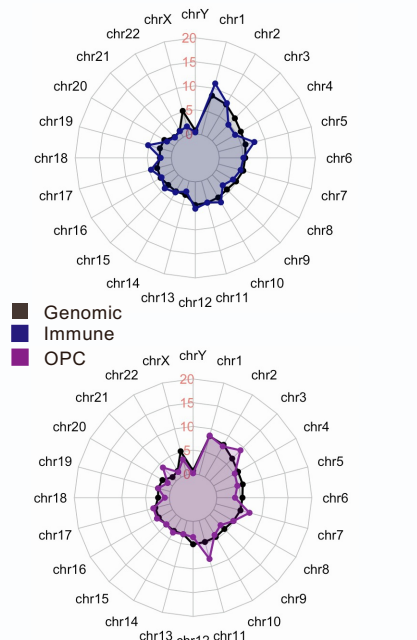 chrY
chrX chr1
chr22 chr2
chr21 chr3
chr20 chr4
chr19 chr5
chr18 chr6
chr17 chr7
chr16 chr8
chr15 chr9
chr14 chr10
chr13 chr12 chr11
20
15
10
5
0
Genomic
Immune
OPC
chrY
chrX chr1
chr22 chr2
chr21 chr3
chr20 chr4
chr19 chr5
chr18 chr6
chr17 chr7
chr16 chr8
chr15 chr9
chr14 chr10
chr13 chr12 chr11
20
15
10
5
0